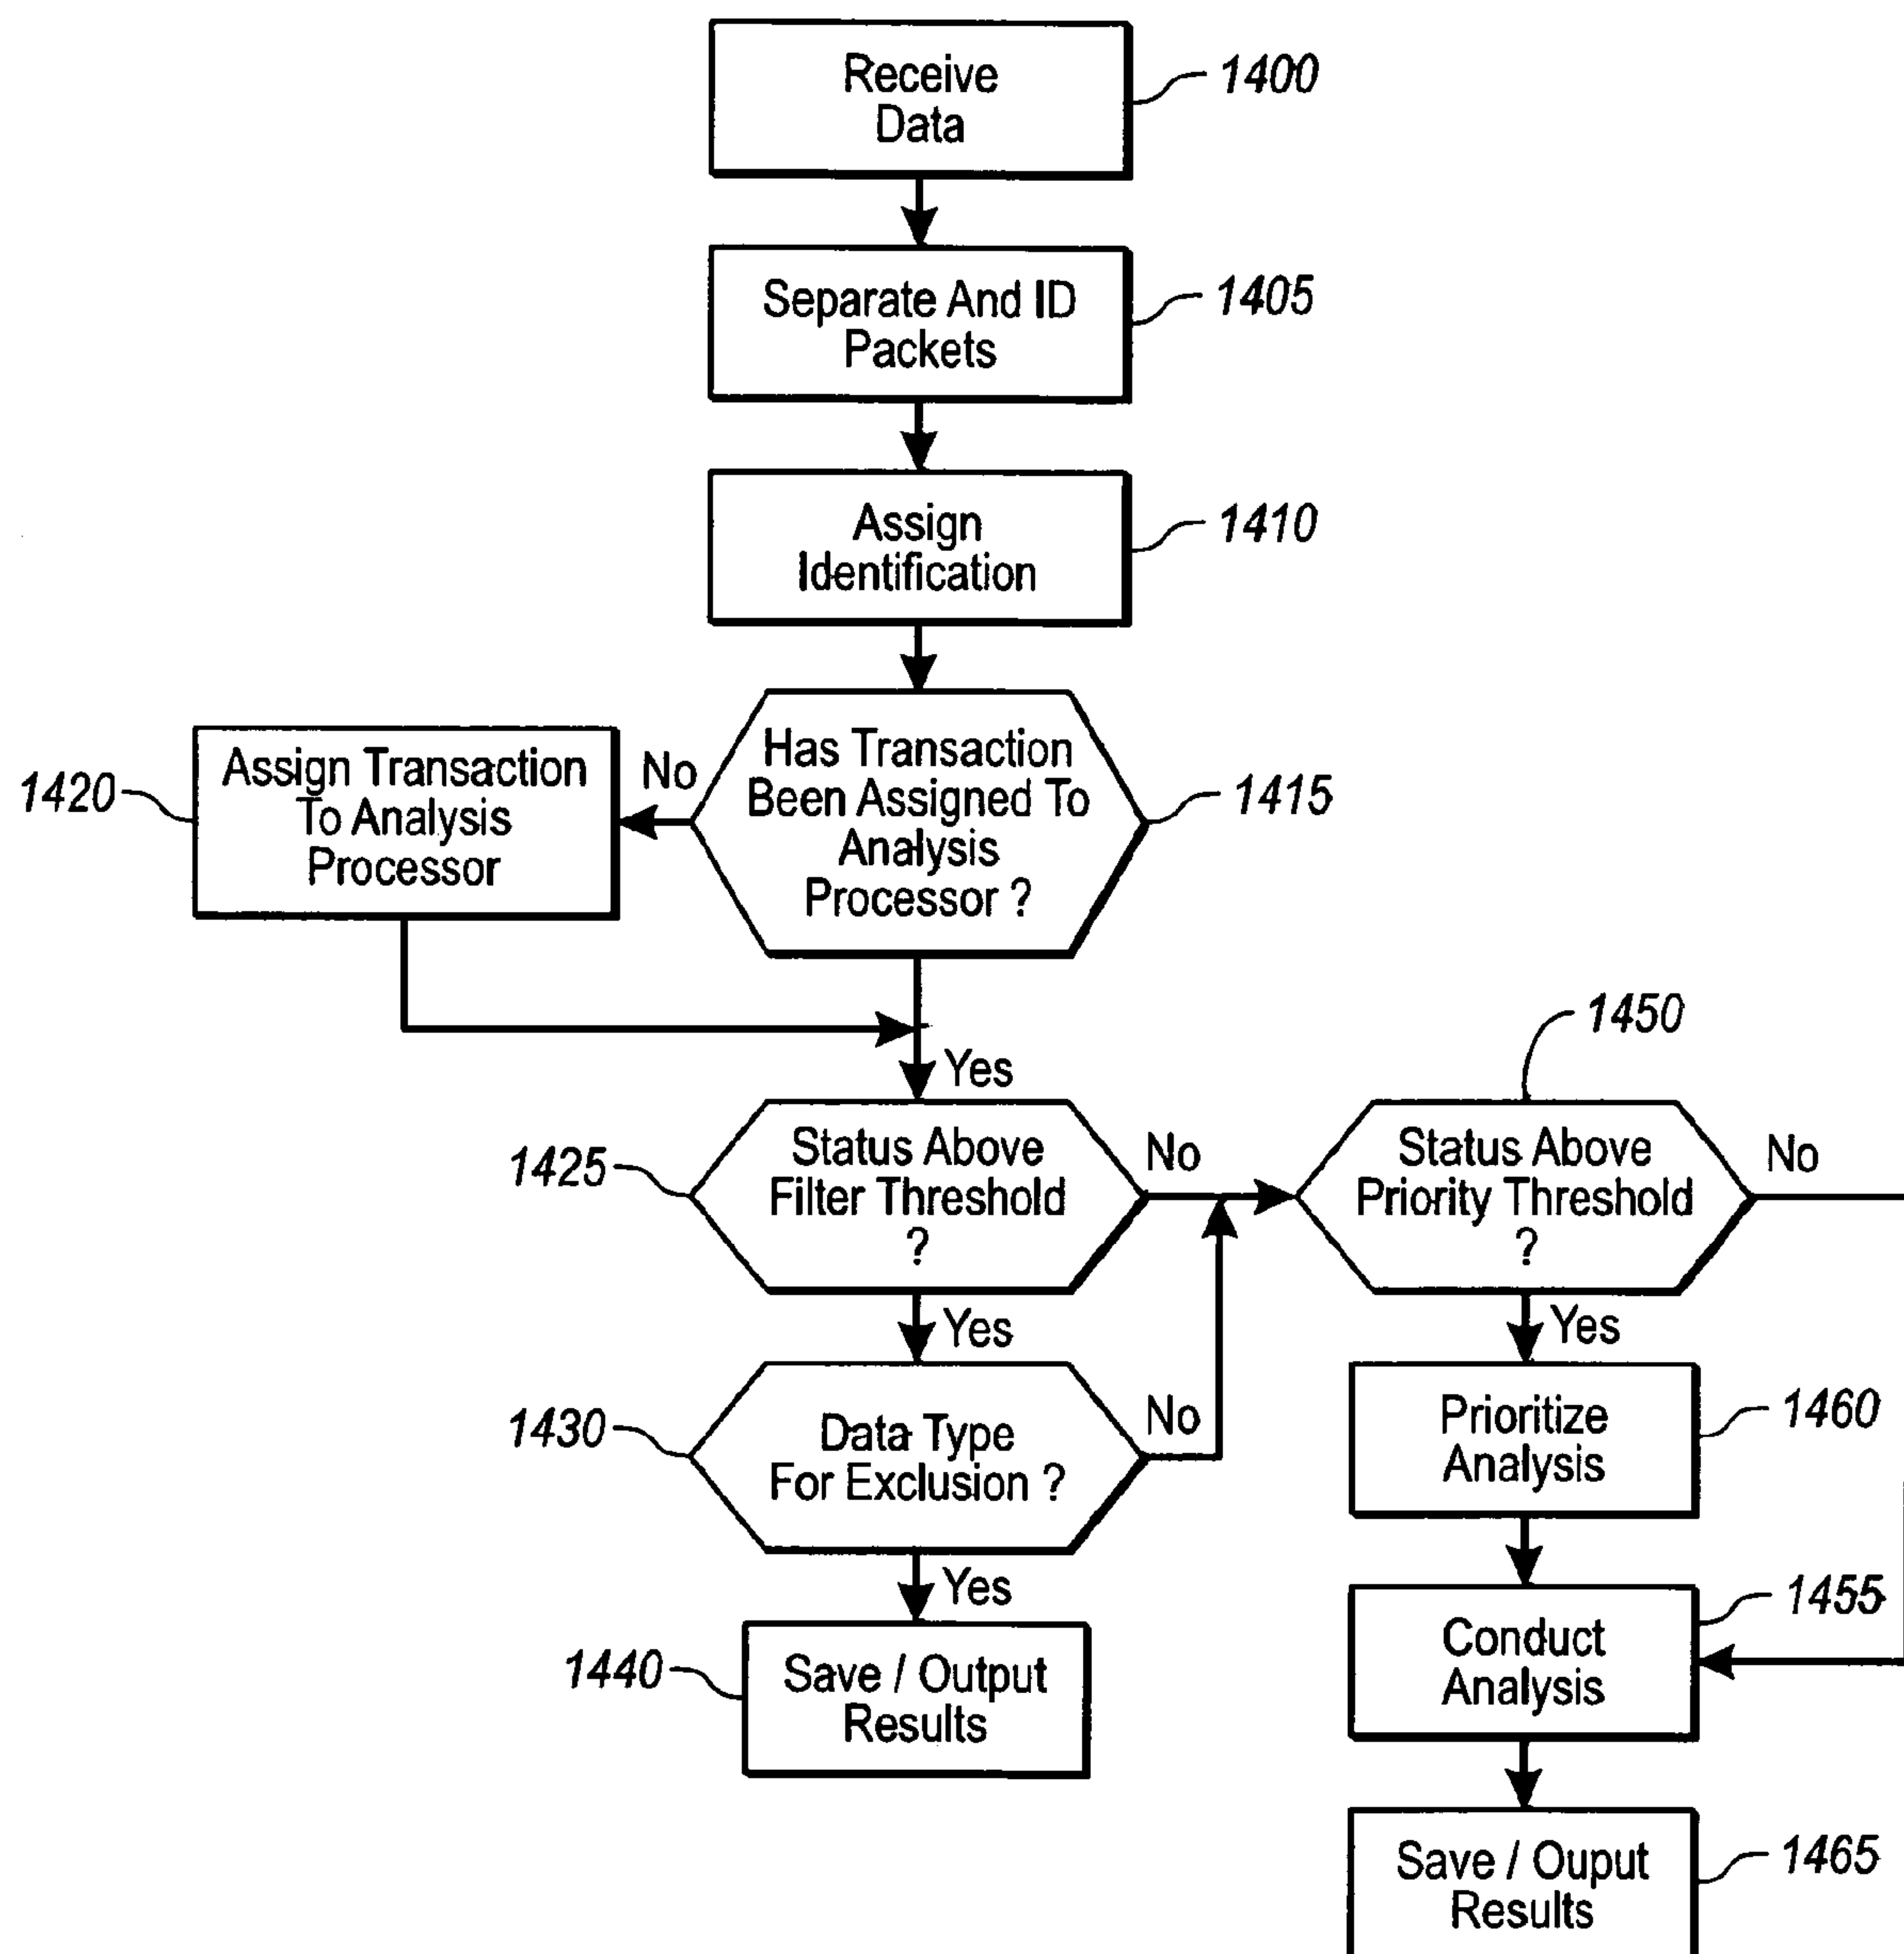 Receive
Data
1400
Separate And ID
Packets
1405
Assign
Identification
1410
Has Transaction
Been Assigned To
Analysis
Processor ?
1415
No
Assign Transaction
To Analysis
Processor
1420
Yes
Status Above
Filter Threshold
?
1425
No
Yes
Data Type
For Exclusion ?
1430
No
Yes
Save / Output
Results
1440
Status Above
Priority Threshold
?
1450
No
Yes
Prioritize
Analysis
1460
Conduct
Analysis
1455
Save / Ouput
Results
1465